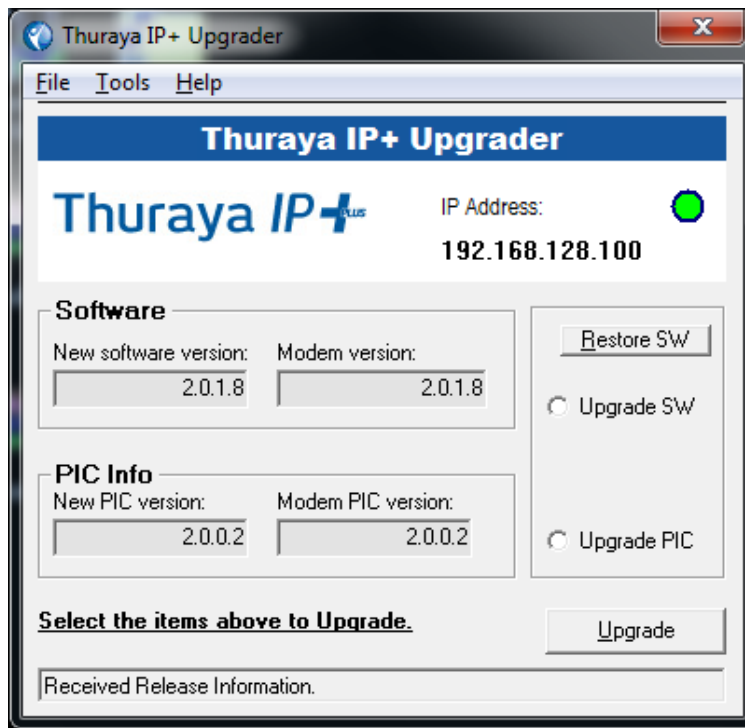 Thuraya IP+ Upgrader
File Tools Help
Thuraya IP+ Upgrader
Thuraya IP+ PLUS
IP Address:
192.168.128.100
Software
New software version:
Modem version:
2.0.1.8
2.0.1.8
Restore SW
Upgrade SW
PIC Info
New PIC version:
Modem PIC version:
2.0.0.2
2.0.0.2
Upgrade PIC
Select the items above to Upgrade.
Upgrade
Received Release Information.